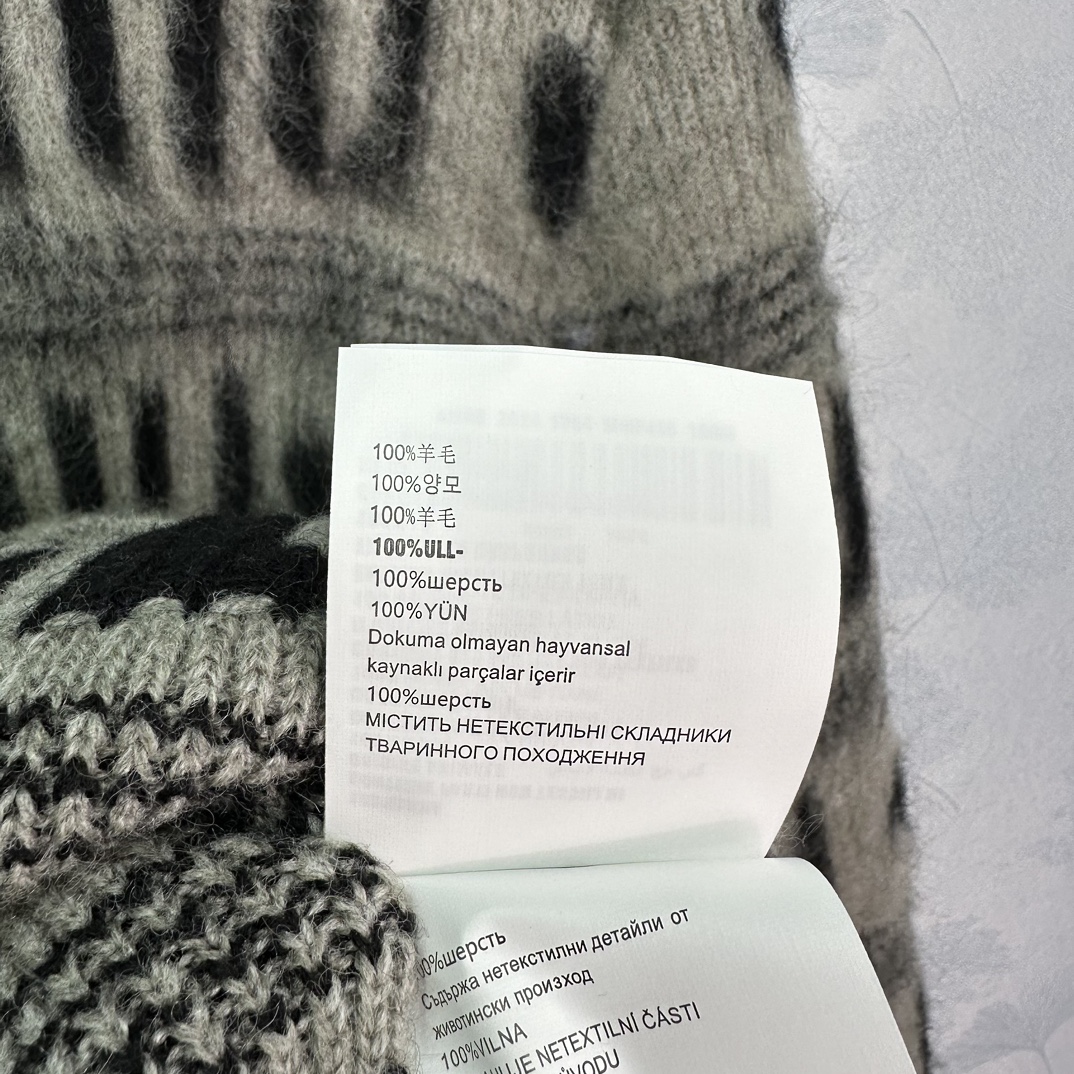 100%羊毛
100%양모
100%羊毛
100%ULL-
100%шерсть
100%YÜN
Dokuma olmayan hayvansal
kaynaklı parçalar içerir
100%шерсть
МІСТИТЬ НЕТЕКСТИЛЬНІ СКЛАДНИКИ
ТВАРИННОГО ПОХОДЖЕННЯ
00%шерсть
Съдържа нетекстилни детайли от
животински произход
100%VILNA
NETEXTILNÍ ČÁSTI